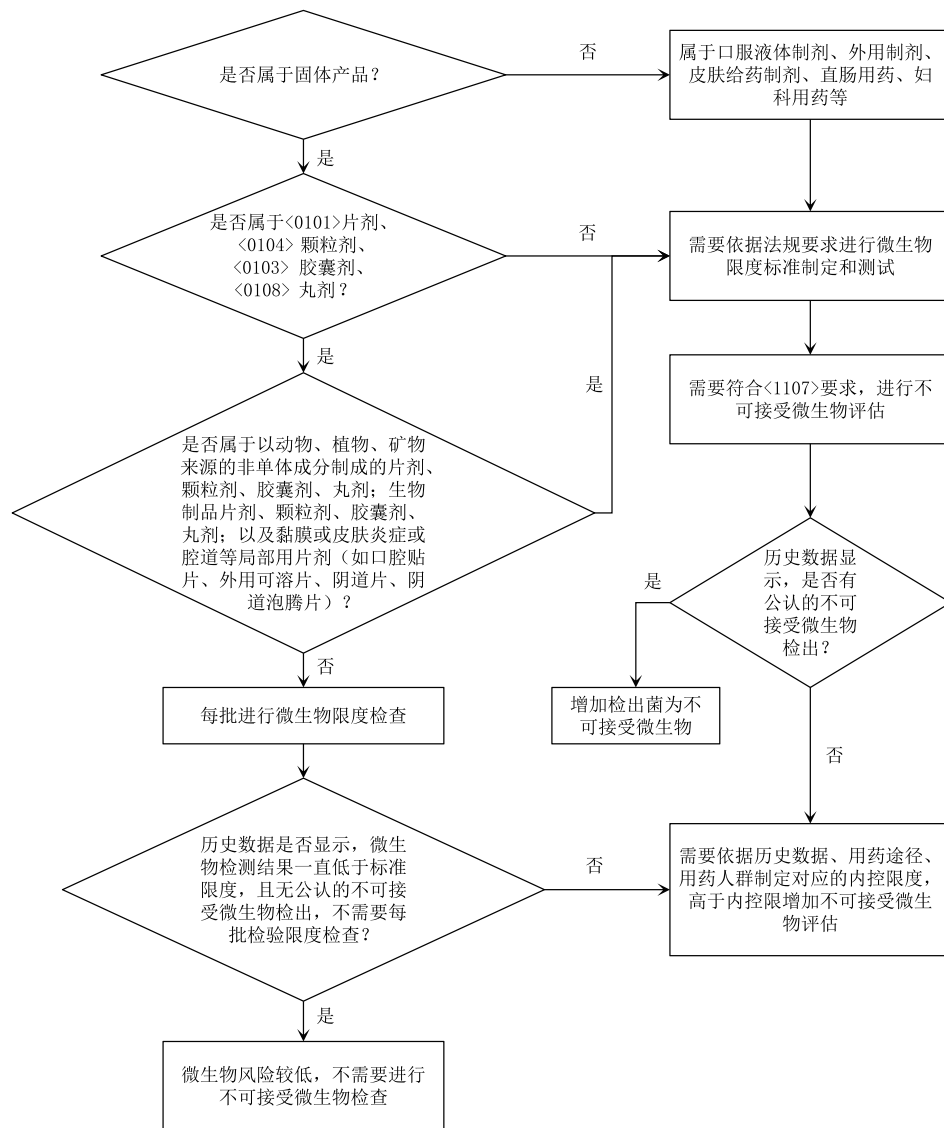 是否属于固体产品?
否
属于口服液体制剂、外用制剂、
皮肤给药制剂、直肠用药、妇
科用药等
是
是否属于<0101>片剂、
<0104> 颗粒剂、
<0103> 胶囊剂、
<0108> 丸剂?
否
需要依据法规要求进行微生物
限度标准制定和测试
是
是
需要符合<1107>要求，进行不
可接受微生物评估
是否属于以动物、植物、矿物
来源的非单体成分制成的片剂、
颗粒剂、胶囊剂、丸剂；生物
制品片剂、颗粒剂、胶囊剂、
丸剂；以及黏膜或皮肤炎症或
腔道等局部用片剂（如口腔贴
片、外用可溶片、阴道片、阴
道泡腾片）?
历史数据显
示，是否有
公认的不可
接受微生物
检出?
是
否
每批进行微生物限度检查
增加检出菌为不
可接受微生物
否
历史数据是否显示，微生
物检测结果一直低于标准
限度，且无公认的不可接
受微生物检出，不需要每
批检验限度检查?
否
需要依据历史数据、用药途径、
用药人群制定对应的内控限度，
高于内控限增加不可接受微生
物评估
是
微生物风险较低，不需要进行
不可接受微生物检查